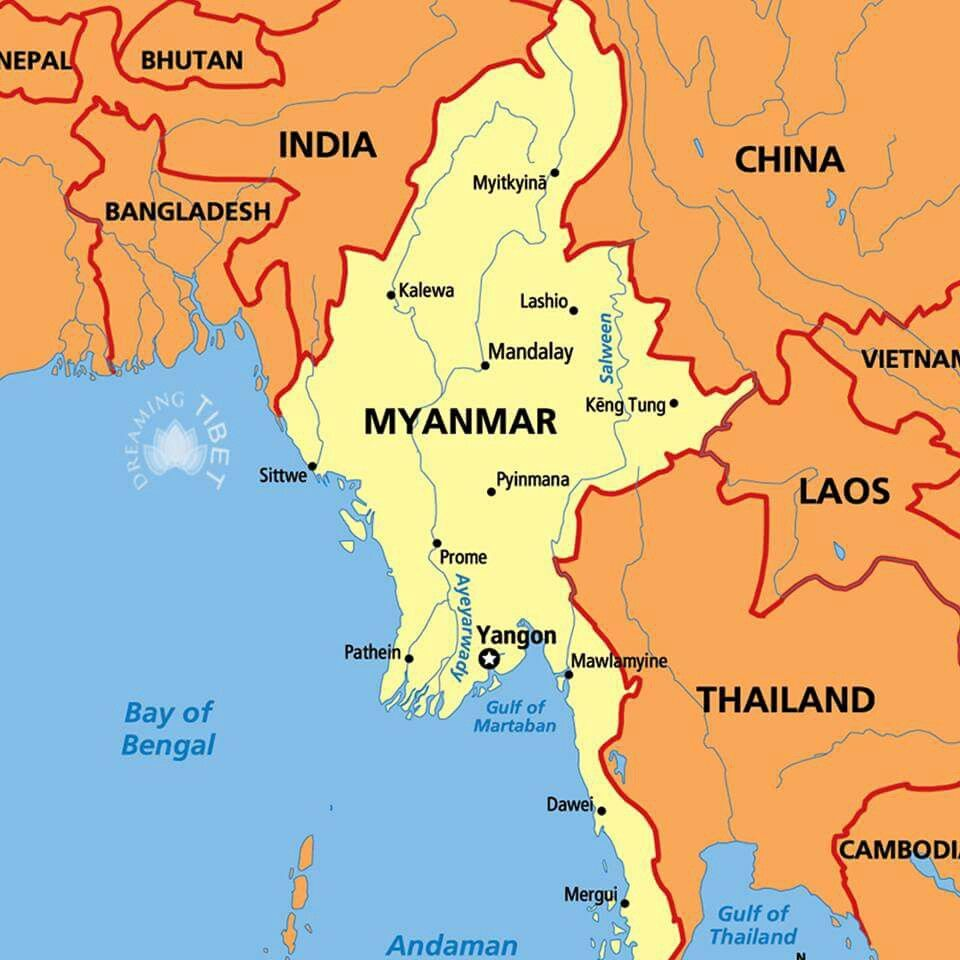 NEPAL
BHUTAN
INDIA
CHINA
Myitkyinā
BANGLADESH
Kalewa
Lashio
Salween
Mandalay
VIETNAM
Kēng Tung
DREAMING TIBET
MYANMAR
Sittwe
Pyinmana
LAOS
Prome
Ayeyarwady
Yangon
Pathein
Mawlamyine
THAILAND
Gulf of
Martaban
Bay of
Bengal
Dawei
CAMBODIA
Mergui
Gulf of
Thailand
Andaman
N